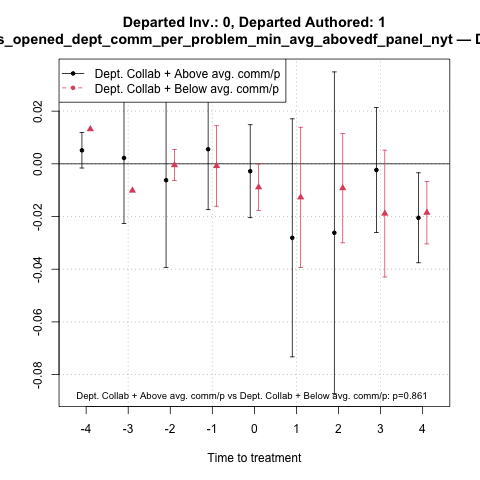 Departed Inv.: 0, Departed Authored: 1
s_opened_dept_comm_per_problem_min_avg_abovedf_panel_nyt — D
Dept. Collab + Above avg. comm/p
Dept. Collab + Below avg. comm/p
0.02
0.00
-0.02
-0.04
-0.06
-0.08
Dept. Collab + Above avg. comm/p vs Dept. Collab + Below avg. comm/p: p=0.861
-4 -3 -2 -1 0 1 2 3 4
Time to treatment